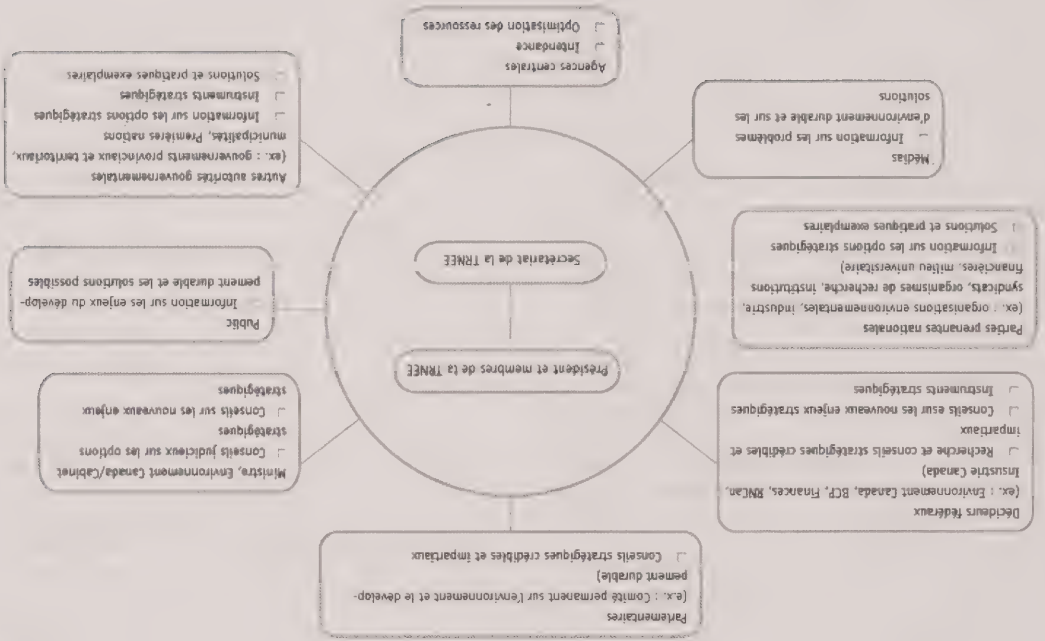 Parlementaires
(e.x. : Comité permanent sur l'environnement et le dévelop-
pement durable)
□ Conseils stratégiques crédibles et impartiaux
Décideurs fédéraux
(ex. : Environnement Canada, BCP, Finances, RNCan,
Insustrie Canada)
□ Recherche et conseils stratégiques crédibles et
impartiaux
□ Conseils esur les nouveaux enjeux stratégiques
□ Instruments stratégiques
Ministre, Environnement Canada/Cabinet
□ Conseils judicieux sur les options
stratégiques
□ Conseils sur les nouveaux enjeux
stratégiques
Président et membres de la TRNEE
Secrétariat de la TRNEE
Parties prenantes nationales
(ex. : organisations environnementales, industrie,
syndicats, organismes de recherche, institutions
financières, milieu universitaire)
□ Information sur les options stratégiques
□ Solutions et pratiques exemplaires
Public
□ Information sur les enjeux du dévelop-
pement durable et les solutions possibles
Médias
□ Information sur les problèmes
d'environnement durable et sur les
solutions
Autres autorités gouvernementales
(ex. : gouvernements provinciaux et territoriaux,
municipalités, Premières nations
□ Information sur les options stratégiques
□ Instruments stratégiques
□ Solutions et pratiques exemplaires
Agences centrales
□ Intendance
□ Optimisation des ressources